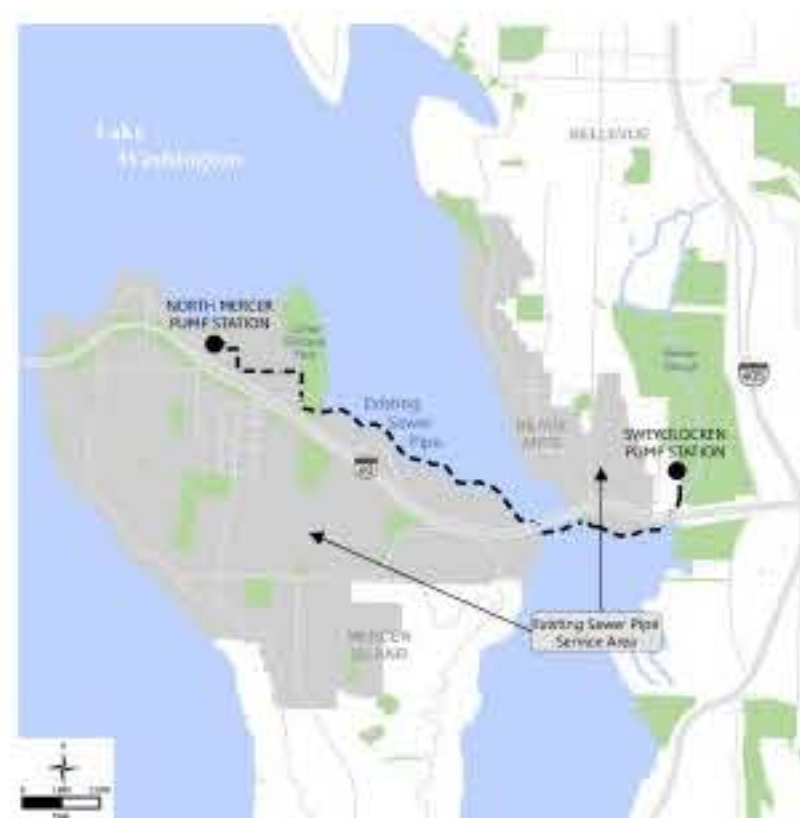 Lake
Washington
BELLEVUE
NORTH MERCER
PUMP STATION
Park
Existing
Sewer
Pipe
SWEYOLOCKEN
PUMP STATION
405
90
Existing Sewer Pipe
Service Area
MERCER
ISLAND